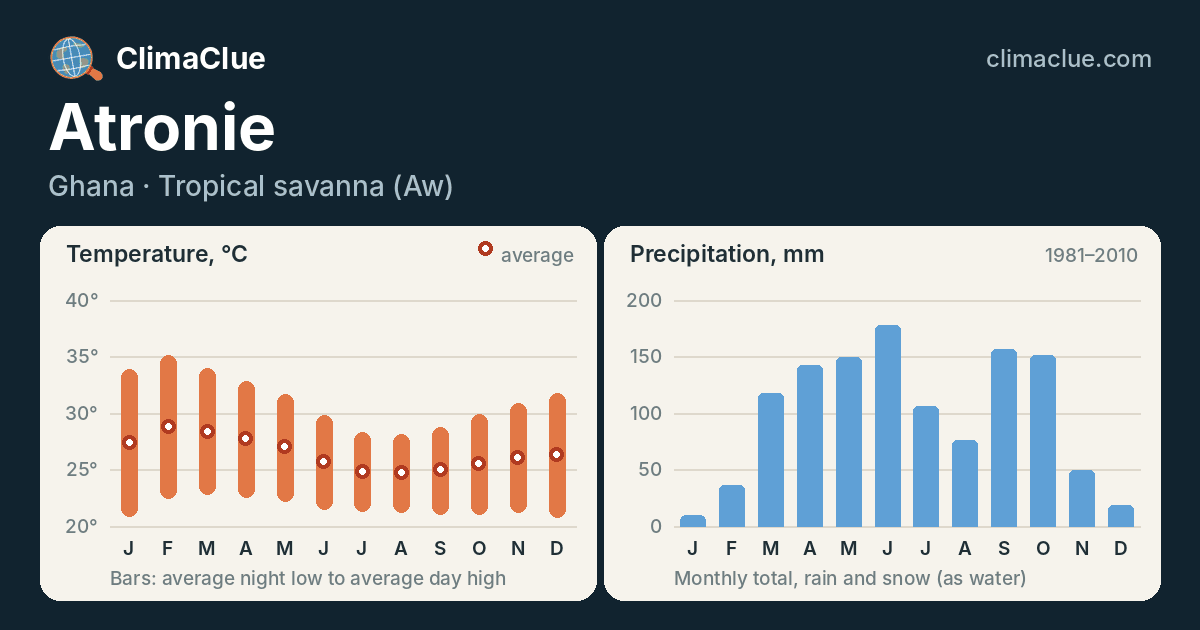 ClimaClue
climaclue.com
Atronie
Ghana · Tropical savanna (Aw)
Temperature, °C
average
40°
35°
30°
25°
20°
J F M A M J J A S O N D
Bars: average night low to average day high
Precipitation, mm
1981–2010
200
150
100
50
0
J F M A M J J A S O N D
Monthly total, rain and snow (as water)